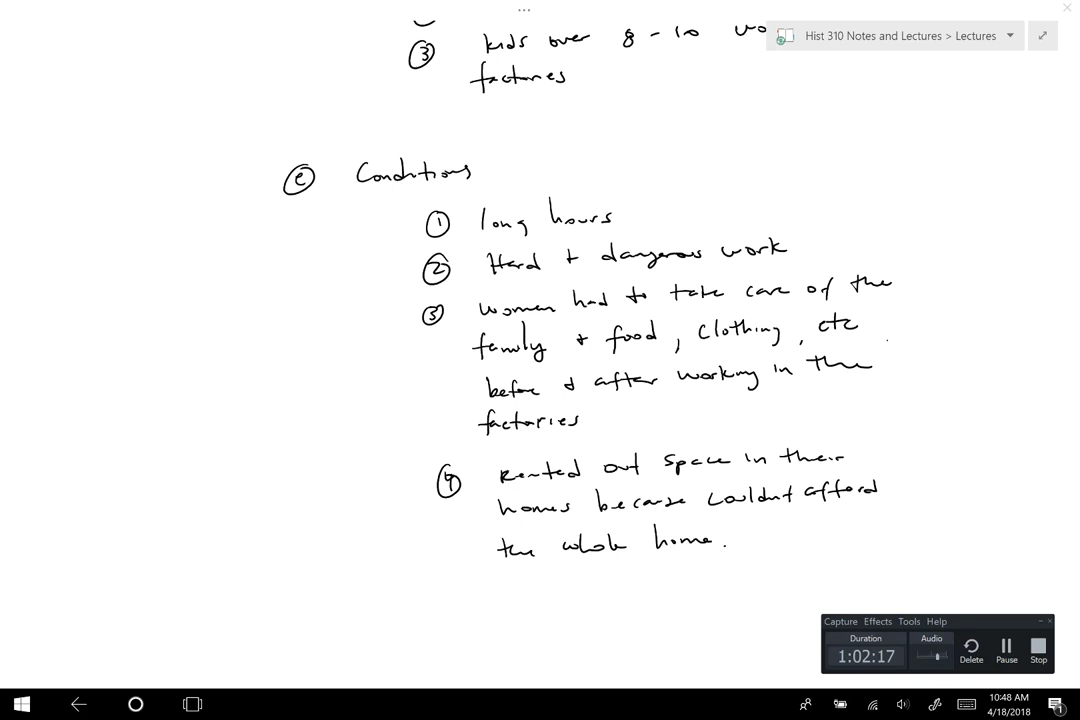 ③ kids over 8-10
factories
Hist 310 Notes and Lectures > Lectures
ⓔ Conditions
① long hours
② Hard + dangerous work
③ women had to take care of the
family + food, clothing, etc
before + after working in the
factories
④ Rented out space in their
homes because couldnt afford
the whole home.
Capture Effects Tools Help
Duration Audio
1:02:17 Delete Pause Stop
10:48 AM
4/18/2018
1